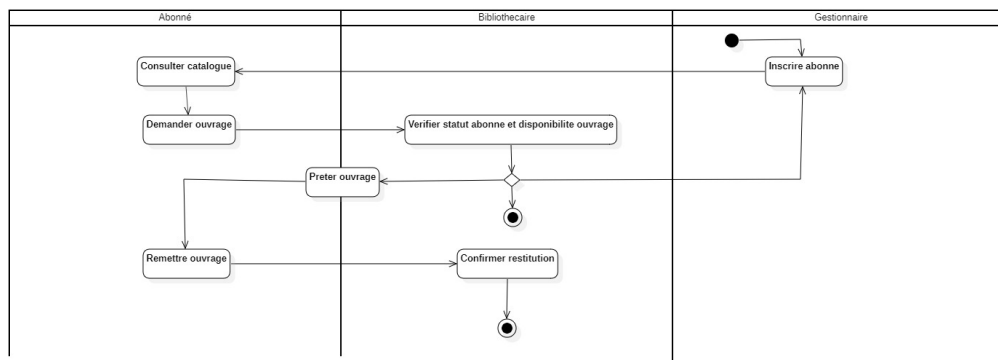 Abonné
Bibliothecaire
Gestionnaire
Consulter catalogue
Inscrire abonne
Demander ouvrage
Verifier statut abonne et disponibilite ouvrage
Preter ouvrage
Remettre ouvrage
Confirmer restitution